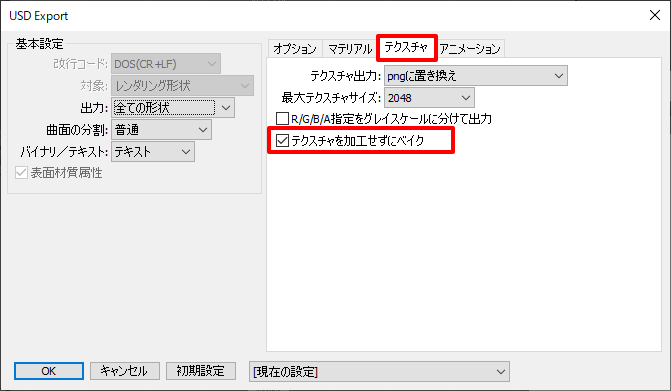 USD Export
基本設定
改行コード: DOS(CR+LF)
対象: レンダリング形状
出力: 全ての形状
曲面の分割: 普通
バイナリ／テキスト: テキスト
表面材質属性
オプション マテリアル テクスチャ アニメーション
テクスチャ出力: pngに置き換え
最大テクスチャサイズ: 2048
R/G/B/A指定をグレイスケールに分けて出力
テクスチャを加工せずにベイク
OK キャンセル 初期設定 [現在の設定]